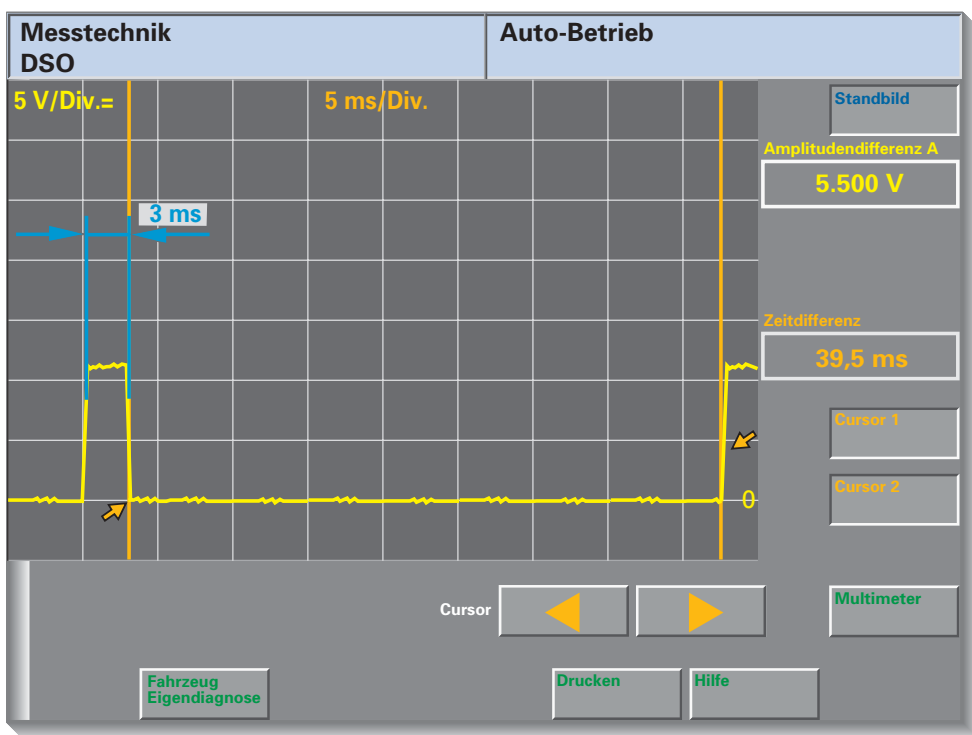 Messtechnik
DSO
Auto-Betrieb
5 V/Div.=
5 ms/Div.
Standbild
Amplitudendifferenz A
5.500 V
3 ms
Zeitdifferenz
39,5 ms
Cursor 1
Cursor 2
0
Cursor
Multimeter
Fahrzeug
Eigendiagnose
Drucken
Hilfe